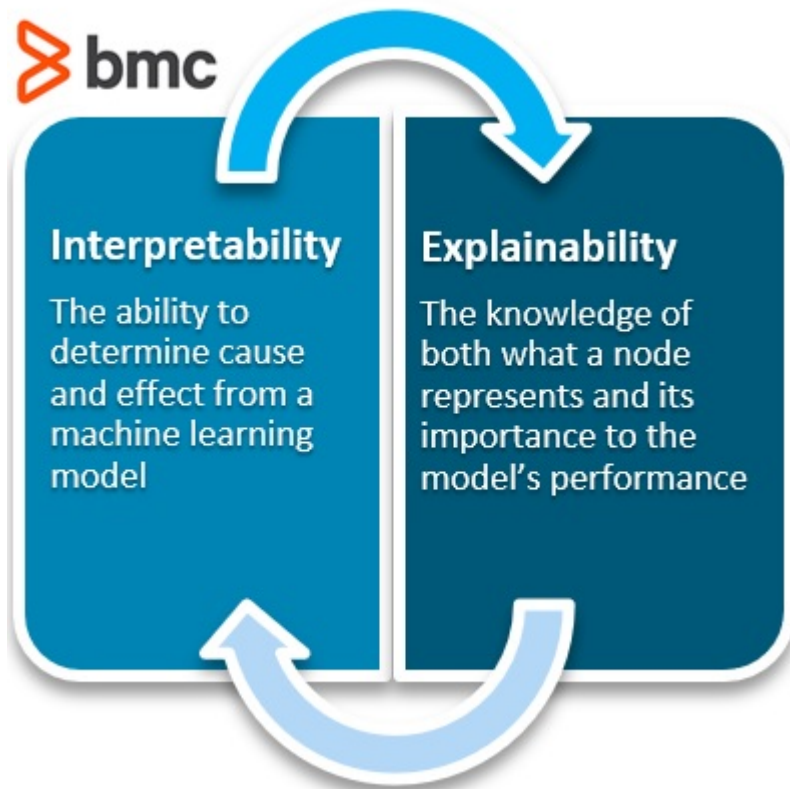 bmc
Interpretability
The ability to
determine cause
and effect from a
machine learning
model
Explainability
The knowledge of
both what a node
represents and its
importance to the
model’s performance